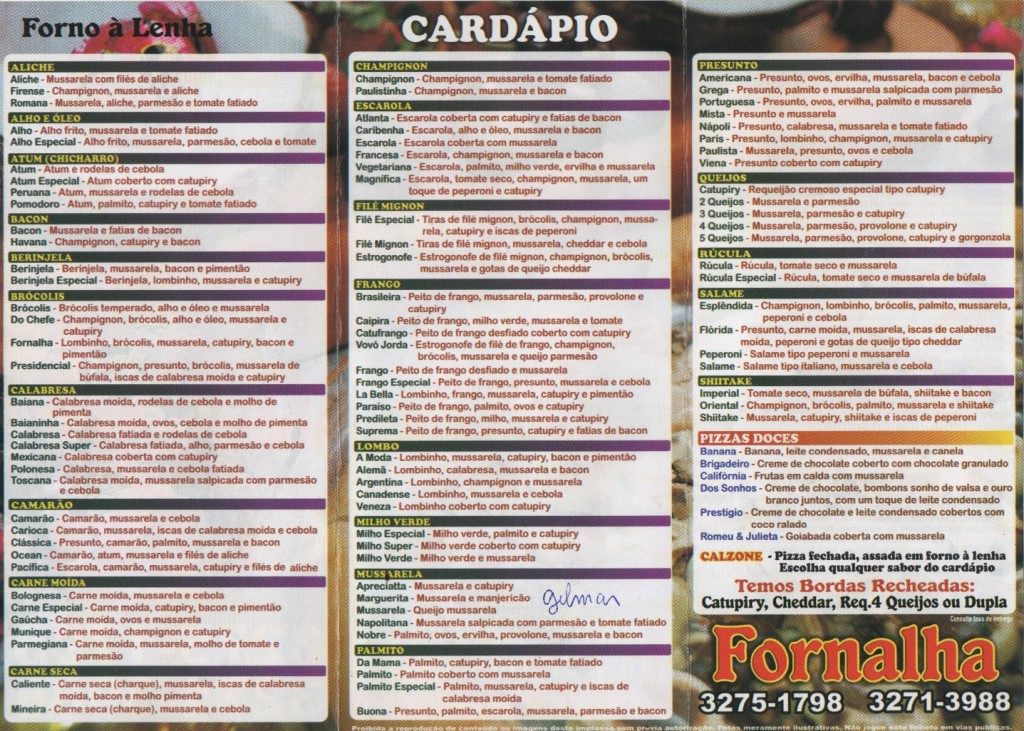 Forno à Lenha
CARDÁPIO
ALICHE
Aliche - Mussarela com filés de aliche
Firense - Champignon, mussarela e aliche
Romana - Mussarela, aliche, parmesão e tomate fatiado
ALHO E ÓLEO
Alho - Alho frito, mussarela e tomate fatiado
Alho Especial - Alho frito, mussarela, parmesão, cebola e tomate
ATUM (CHICHARRO)
Atum - Atum e rodelas de cebola
Atum Especial - Atum coberto com catupiry
Peruana - Atum, mussarela e rodelas de cebola
Pomodoro - Atum, palmito, catupiry e tomate fatiado
BACON
Bacon - Mussarela e fatias de bacon
Havana - Champignon, catupiry e bacon
BERINJELA
Berinjela - Berinjela, mussarela, bacon e pimentão
Berinjela Especial - Berinjela, lombinho, mussarela e catupiry
BRÓCOLIS
Brócolis - Brócolis temperado, alho e óleo e mussarela
Do Chefe - Champignon, brócolis, alho e óleo, mussarela e
catupiry
Fornalha - Lombinho, brócolis, mussarela, catupiry, bacon e
pimentão
Presidencial - Champignon, presunto, brócolis, mussarela de
búfala, iscas de calabresa moída e catupiry
CALABRESA
Baiana - Calabresa moída, rodelas de cebola e molho de
pimenta
Baianinha - Calabresa moída, ovos, cebola e molho de pimenta
Calabresa - Calabresa fatiada e rodelas de cebola
Calabresa Super - Calabresa fatiada, alho, parmesão e cebola
Mexicana - Calabresa coberta com catupiry
Polonesa - Calabresa, mussarela e cebola fatiada
Toscana - Calabresa moída, mussarela salpicada com parmesão
e cebola
CAMARÃO
Camarão - Camarão, mussarela e cebola
Carioca - Camarão, mussarela, iscas de calabresa moída e cebola
Clássica - Presunto, camarão, palmito, mussarela e bacon
Ocean - Camarão, atum, mussarela e filés de aliche
Pacífica - Escarola, camarão, mussarela, catupiry e filés de aliche
CARNE MOÍDA
Bolognesa - Carne moída, mussarela e cebola
Carne Especial - Carne moída, catupiry, bacon e pimentão
Gaúcha - Carne moída, ovos e mussarela
Munique - Carne moída, champignon e catupiry
Parmegiana - Carne moída, mussarela, molho de tomate e
parmesão
CARNE SECA
Caliente - Carne seca (charque), mussarela, iscas de calabresa
moída, bacon e molho pimenta
Mineira - Carne seca (charque), mussarela e cebola
CHAMPIGNON
Champignon - Champignon, mussarela e tomate fatiado
Paulistinha - Champignon, mussarela e bacon
ESCAROLA
Atlanta - Escarola coberta com catupiry e fatias de bacon
Caribenha - Escarola, alho e óleo, mussarela e bacon
Escarola - Escarola coberta com mussarela
Francesa - Escarola, champignon, mussarela e bacon
Vegetariana - Escarola, palmito, milho verde, ervilha e mussarela
Magnífica - Escarola, tomate seco, champignon, mussarela, um
toque de peperoni e catupiry
FILÉ MIGNON
Filé Especial - Tiras de filé mignon, brócolis, champignon, mussa-
rela, catupiry e iscas de peperoni
Filé Mignon - Tiras de filé mignon, mussarela, cheddar e cebola
Estrogonofe - Estrogonofe de filé mignon, champignon, brócolis,
mussarela e gotas de queijo cheddar
FRANGO
Brasileira - Peito de frango, mussarela, parmesão, provolone e
catupiry
Caipira - Peito de frango, milho verde, mussarela e tomate
Catufrango - Peito de frango desfiado coberto com catupiry
Vovó Jorda - Estrogonofe de filé de frango, champignon,
brócolis, mussarela e queijo parmesão
Frango - Peito de frango desfiado e mussarela
Frango Especial - Peito de frango, presunto, mussarela e cebola
La Bella - Lombinho, frango, mussarela, catupiry e pimentão
Paraíso - Peito de frango, palmito, ovos e catupiry
Predileta - Peito de frango, milho, mussarela e catupiry
Suprema - Peito de frango, presunto, catupiry e fatias de bacon
LOMBO
A Moda - Lombinho, mussarela, catupiry, bacon e pimentão
Alemã - Lombinho, calabresa, mussarela e bacon
Argentina - Lombinho, champignon e mussarela
Canadense - Lombinho, mussarela e cebola
Veneza - Lombinho coberto com catupiry
MILHO VERDE
Milho Especial - Milho verde, palmito e catupiry
Milho Super - Milho verde coberto com catupiry
Milho Verde - Milho verde e mussarela
MUSSARELA
Apreciatta - Mussarela e catupiry
Marguerita - Mussarela e manjericão
gilmar
Mussarela - Queijo mussarela
Napolitana - Mussarela salpicada com parmesão e tomate fatiado
Nobre - Palmito, ovos, ervilha, provolone, mussarela e bacon
PALMITO
Da Mama - Palmito, catupiry, bacon e tomate fatiado
Palmito - Palmito coberto com mussarela
Palmito Especial - Palmito, mussarela, catupiry e iscas de
calabresa
Buona - Presunto, palmito, escarola, mussarela, parmesão e bacon
PRESUNTO
Americana - Presunto, ovos, ervilha, mussarela, bacon e cebola
Grega - Presunto, palmito e mussarela salpicada com parmesão
Portuguesa - Presunto, ovos, ervilha, palmito e mussarela
Mista - Presunto e mussarela
Nápoli - Presunto, calabresa, mussarela e tomate fatiado
Paris - Presunto, lombinho, champignon, mussarela e catupiry
Paulista - Mussarela, presunto, ovos e cebola
Viena - Presunto coberto com catupiry
QUEIJOS
Catupiry - Requeijão cremoso especial tipo catupiry
2 Queijos - Mussarela e parmesão
3 Queijos - Mussarela, parmesão e catupiry
4 Queijos - Mussarela, parmesão, provolone e catupiry
5 Queijos - Mussarela, parmesão, provolone, catupiry e gorgonzola
RÚCULA
Rúcula - Rúcula, tomate seco e mussarela
Rúcula Especial - Rúcula, tomate seco e mussarela de búfala
SALAME
Esplêndida - Champignon, lombinho, brócolis, palmito, mussarela,
peperoni e cebola
Flórida - Presunto, carne moída, mussarela, iscas de calabresa
moída, peperoni e gotas de queijo tipo cheddar
Peperoni - Salame tipo peperoni e mussarela
Salame - Salame tipo italiano, mussarela e cebola
SHIITAKE
Imperial - Tomate seco, mussarela de búfala, shiitake e bacon
Oriental - Champignon, brócolis, palmito, mussarela e shiitake
Shiitake - Mussarela, catupiry, shiitake e iscas de peperoni
PIZZAS DOCES
Banana - Banana, leite condensado, mussarela e canela
Brigadeiro - Creme de chocolate coberto com chocolate granulado
Califórnia - Frutas em calda com mussarela
Dos Sonhos - Creme de chocolate, bombons sonho de valsa e ouro
branco juntos, com um toque de leite condensado
Prestígio - Creme de chocolate e leite condensado cobertos com
coco ralado
Romeu & Julieta - Goiabada coberta com mussarela
CALZONE - Pizza fechada, assada em forno à lenha
Escolha qualquer sabor do cardápio
Temos Bordas Recheadas:
Catupiry, Cheddar, Req.4 Queijos ou Dupla
Consulte taxa de entrega
Fornalha
3275-1798 3271-3988
Proibida a reprodução de conteúdo ou imagens deste impresso sem previa autorização. Fotos meramente ilustrativas. Não jogue este folheto em vias publicas.